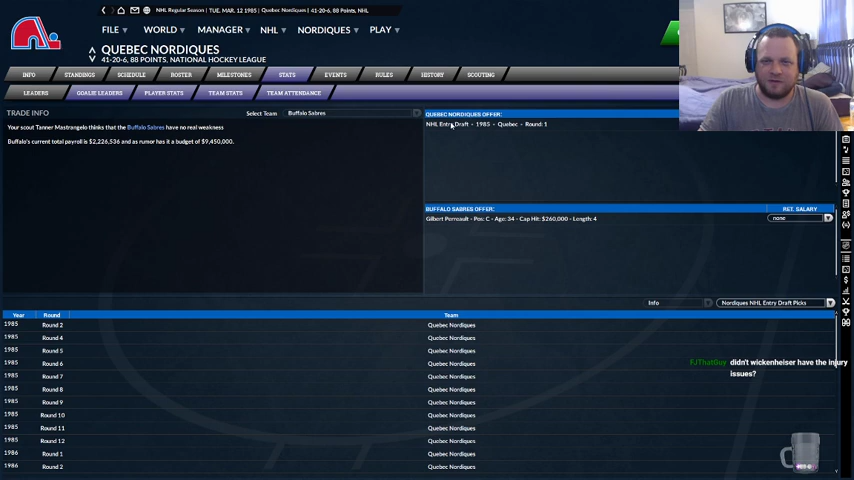 NHL Regular Season | TUE. MAR. 12 1985 | Quebec Nordiques | 41-20-6, 88 Points, NHL
FILE WORLD MANAGER NHL NORDIQUES PLAY
QUEBEC NORDIQUES
41-20-6, 88 POINTS, NATIONAL HOCKEY LEAGUE
INFO STANDINGS SCHEDULE ROSTER MILESTONES STATS EVENTS RULES HISTORY SCOUTING
LEADERS GOALIE LEADERS PLAYER STATS TEAM STATS TEAM ATTENDANCE
TRADE INFO
Select Team Buffalo Sabres
Your scout Tanner Mastrangelo thinks that the Buffalo Sabres have no real weakness
Buffalo's current total payroll is $2,226,536 and as rumor has it a budget of $9,450,000.
QUEBEC NORDIQUES OFFER:
NHL Entry Draft - 1985 - Quebec - Round: 1
BUFFALO SABRES OFFER: RET. SALARY
Gilbert Perreault - Pos: C - Age: 34 - Cap Hit: $260,000 - Length: 4 none
Info Nordiques NHL Entry Draft Picks
Year Round Team
1985 Round 2 Quebec Nordiques
1985 Round 4 Quebec Nordiques
1985 Round 5 Quebec Nordiques
1985 Round 6 Quebec Nordiques
1985 Round 7 Quebec Nordiques
1985 Round 8 Quebec Nordiques
1985 Round 9 Quebec Nordiques
1985 Round 10 Quebec Nordiques
1985 Round 11 Quebec Nordiques
1985 Round 12 Quebec Nordiques
1986 Round 1 Quebec Nordiques
1986 Round 2 Quebec Nordiques
FJThatGuy didn't wickenheiser have the injury
issues?